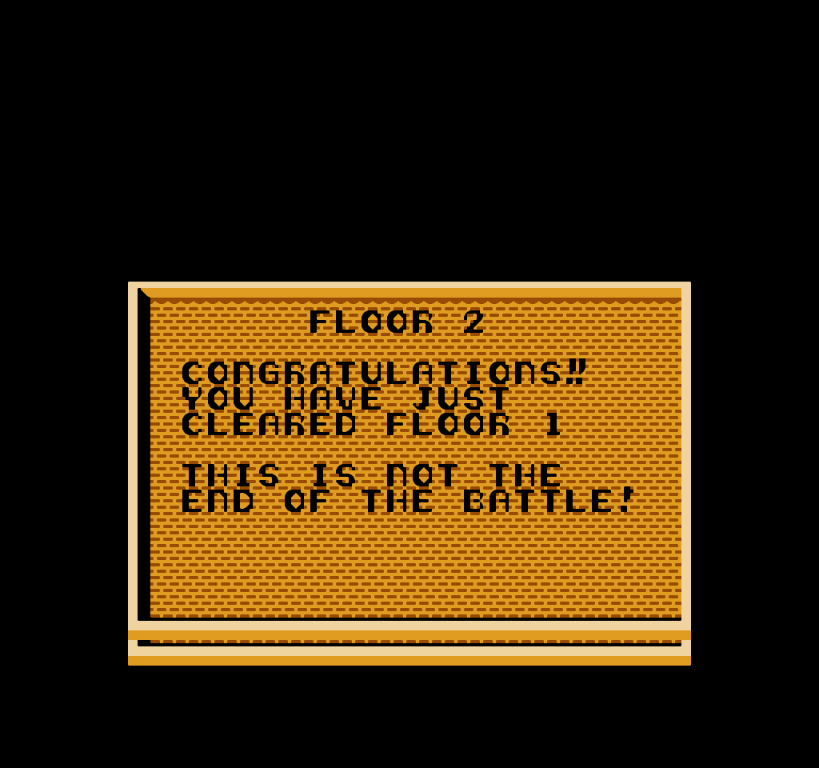 FLOOR 2
CONGRATULATIONS!!
YOU HAVE JUST
CLEARED FLOOR 1
THIS IS NOT THE
END OF THE BATTLE!